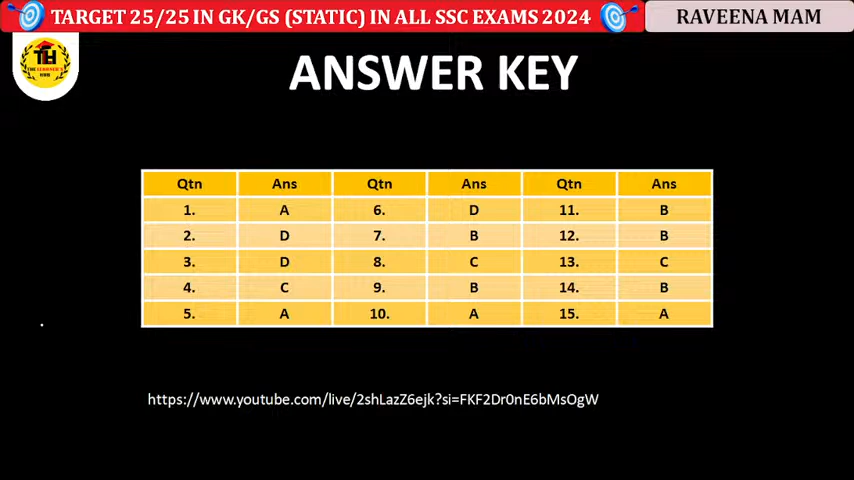 TARGET 25/25 IN GK/GS (STATIC) IN ALL SSC EXAMS 2024
RAVEENA MAM
TH
ANSWER KEY
Qtn Ans Qtn Ans Qtn Ans
1. A 6. D 11. B
2. D 7. B 12. B
3. D 8. C 13. C
4. C 9. B 14. B
5. A 10. A 15. A
https://www.youtube.com/live/2shLazZ6ejk?si=FKF2Dr0nE6bMsOgW